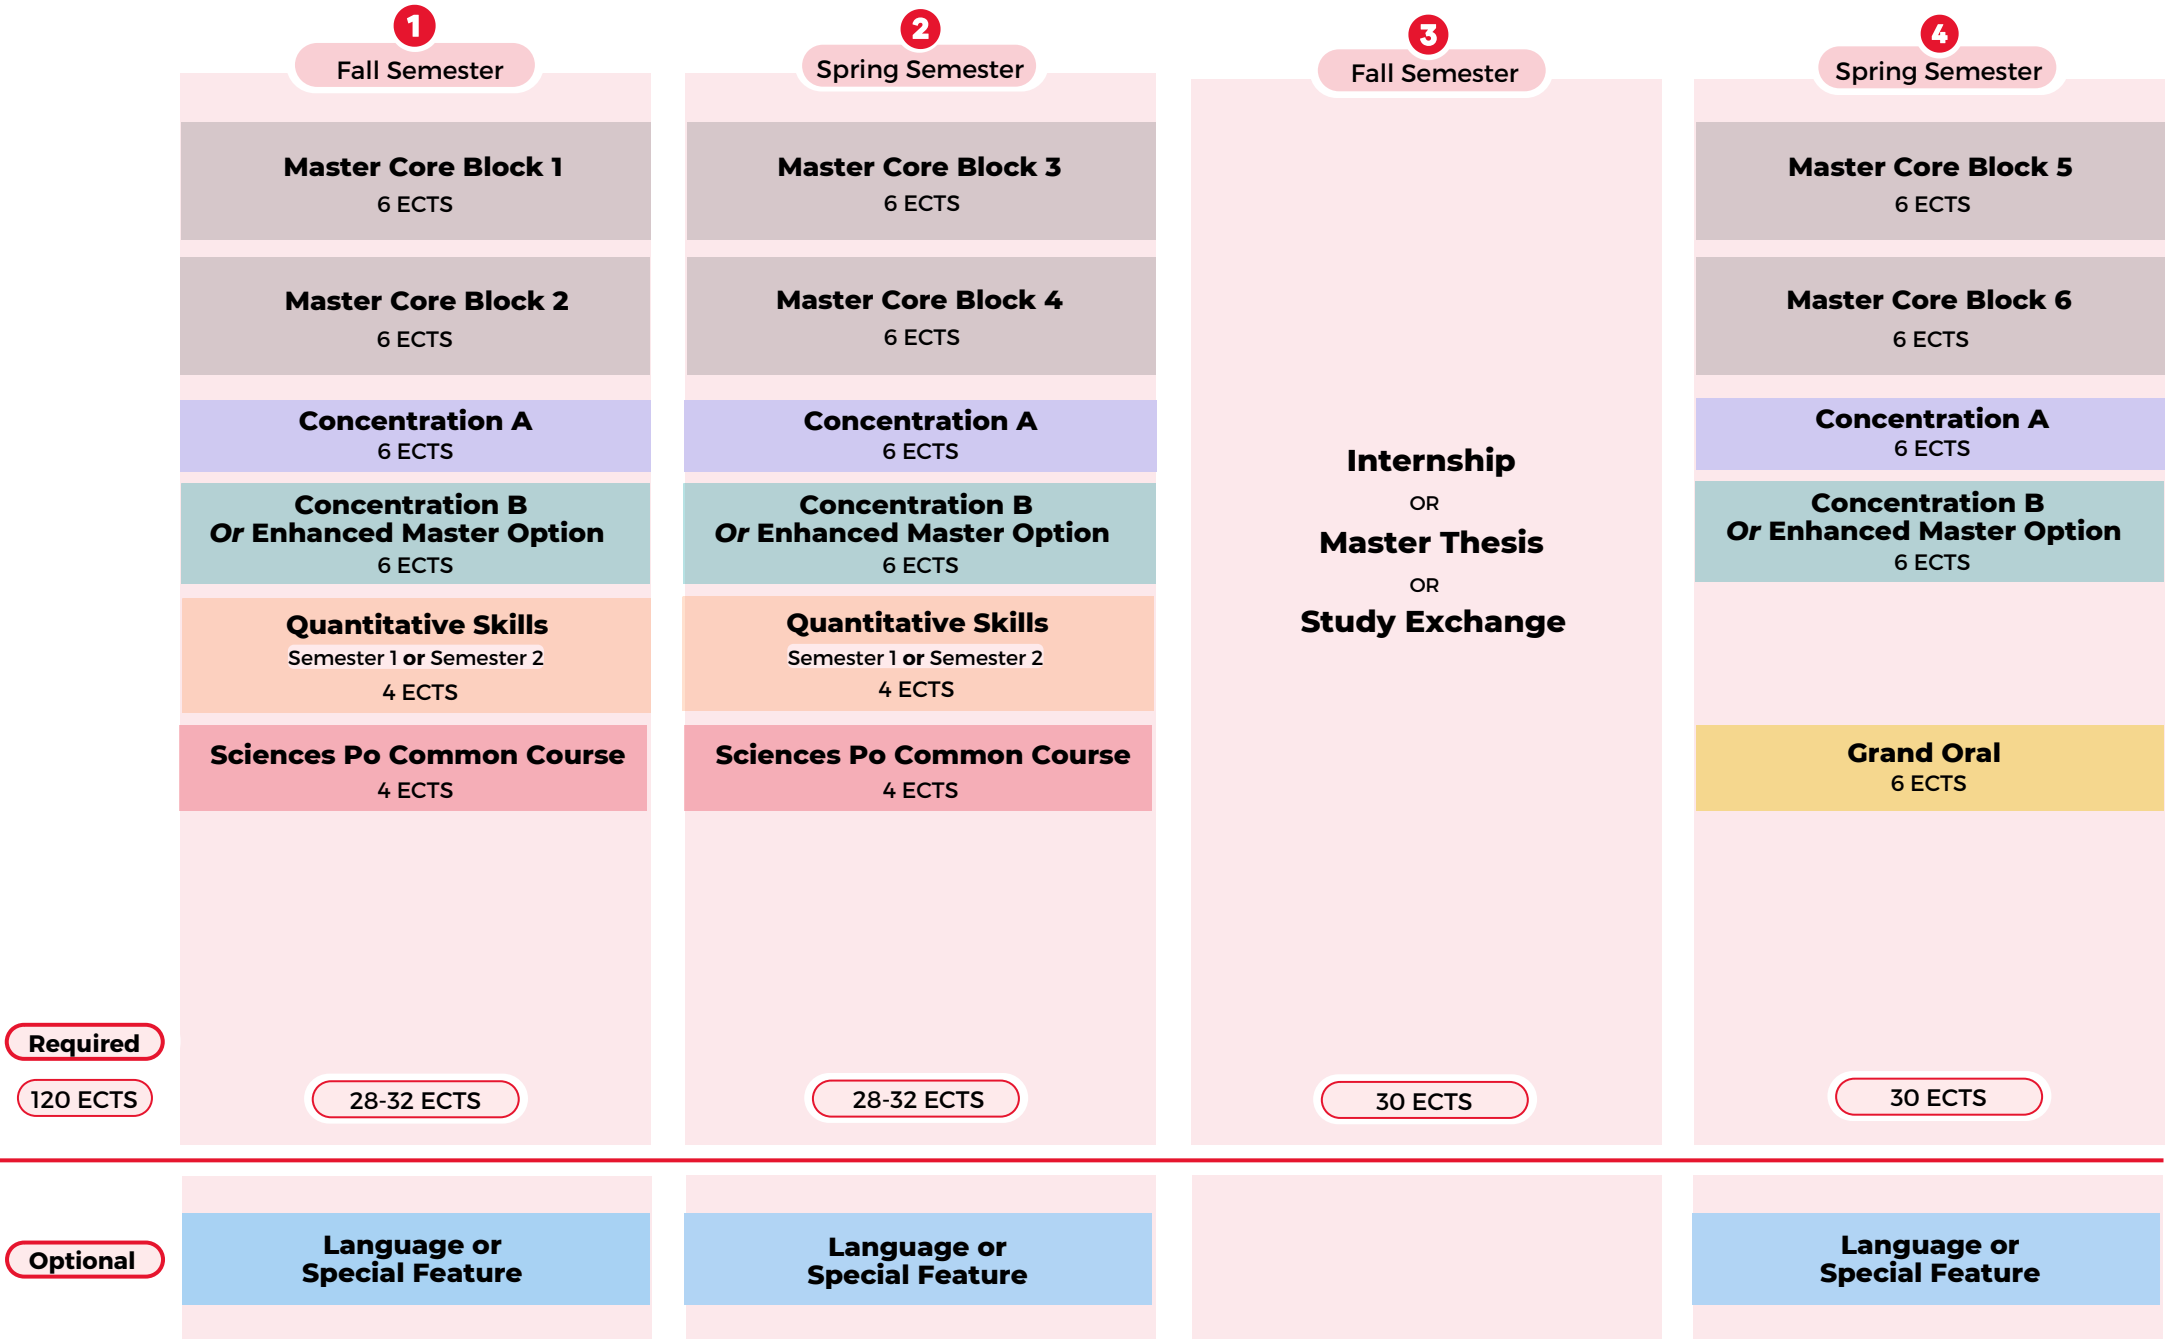 1
Fall Semester
Master Core Block 1
6 ECTS
Master Core Block 2
6 ECTS
Concentration A
6 ECTS
Concentration B
Or Enhanced Master Option
6 ECTS
Quantitative Skills
Semester 1 or Semester 2
4 ECTS
Sciences Po Common Course
4 ECTS
28-32 ECTS
2
Spring Semester
Master Core Block 3
6 ECTS
Master Core Block 4
6 ECTS
Concentration A
6 ECTS
Concentration B
Or Enhanced Master Option
6 ECTS
Quantitative Skills
Semester 1 or Semester 2
4 ECTS
Sciences Po Common Course
4 ECTS
28-32 ECTS
3
Fall Semester
Internship
OR
Master Thesis
OR
Study Exchange
30 ECTS
4
Spring Semester
Master Core Block 5
6 ECTS
Master Core Block 6
6 ECTS
Concentration A
6 ECTS
Concentration B
Or Enhanced Master Option
6 ECTS
Grand Oral
6 ECTS
30 ECTS
Required
120 ECTS
Optional
Language or
Special Feature
Language or
Special Feature
Language or
Special Feature